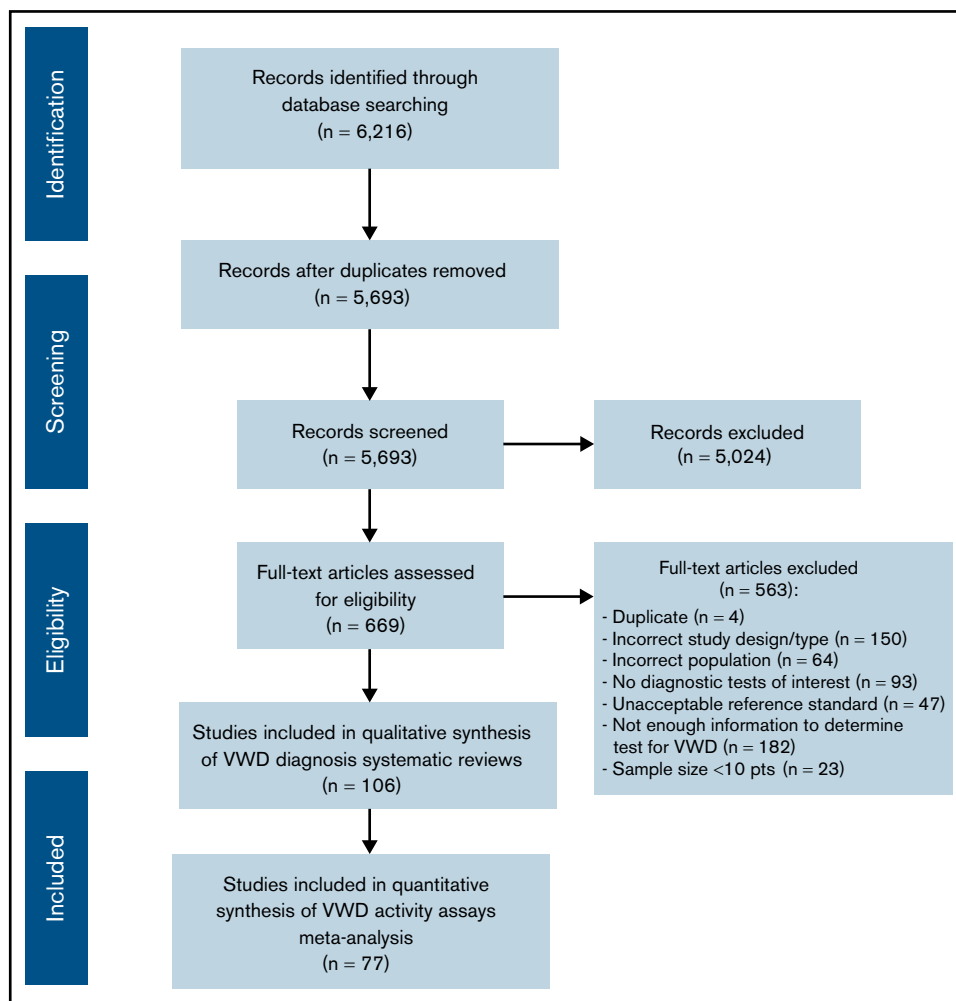 Identification
Records identified through
database searching
(n = 6,216)
Screening
Records after duplicates removed
(n = 5,693)
Records screened
(n = 5,693)
Records excluded
(n = 5,024)
Eligibility
Full-text articles assessed
for eligibility
(n = 669)
Full-text articles excluded
(n = 563):
- Duplicate (n = 4)
- Incorrect study design/type (n = 150)
- Incorrect population (n = 64)
- No diagnostic tests of interest (n = 93)
- Unacceptable reference standard (n = 47)
- Not enough information to determine
test for VWD (n = 182)
- Sample size <10 pts (n = 23)
Studies included in qualitative synthesis
of VWD diagnosis systematic reviews
(n = 106)
Included
Studies included in quantitative
synthesis of VWD activity assays
meta-analysis
(n = 77)